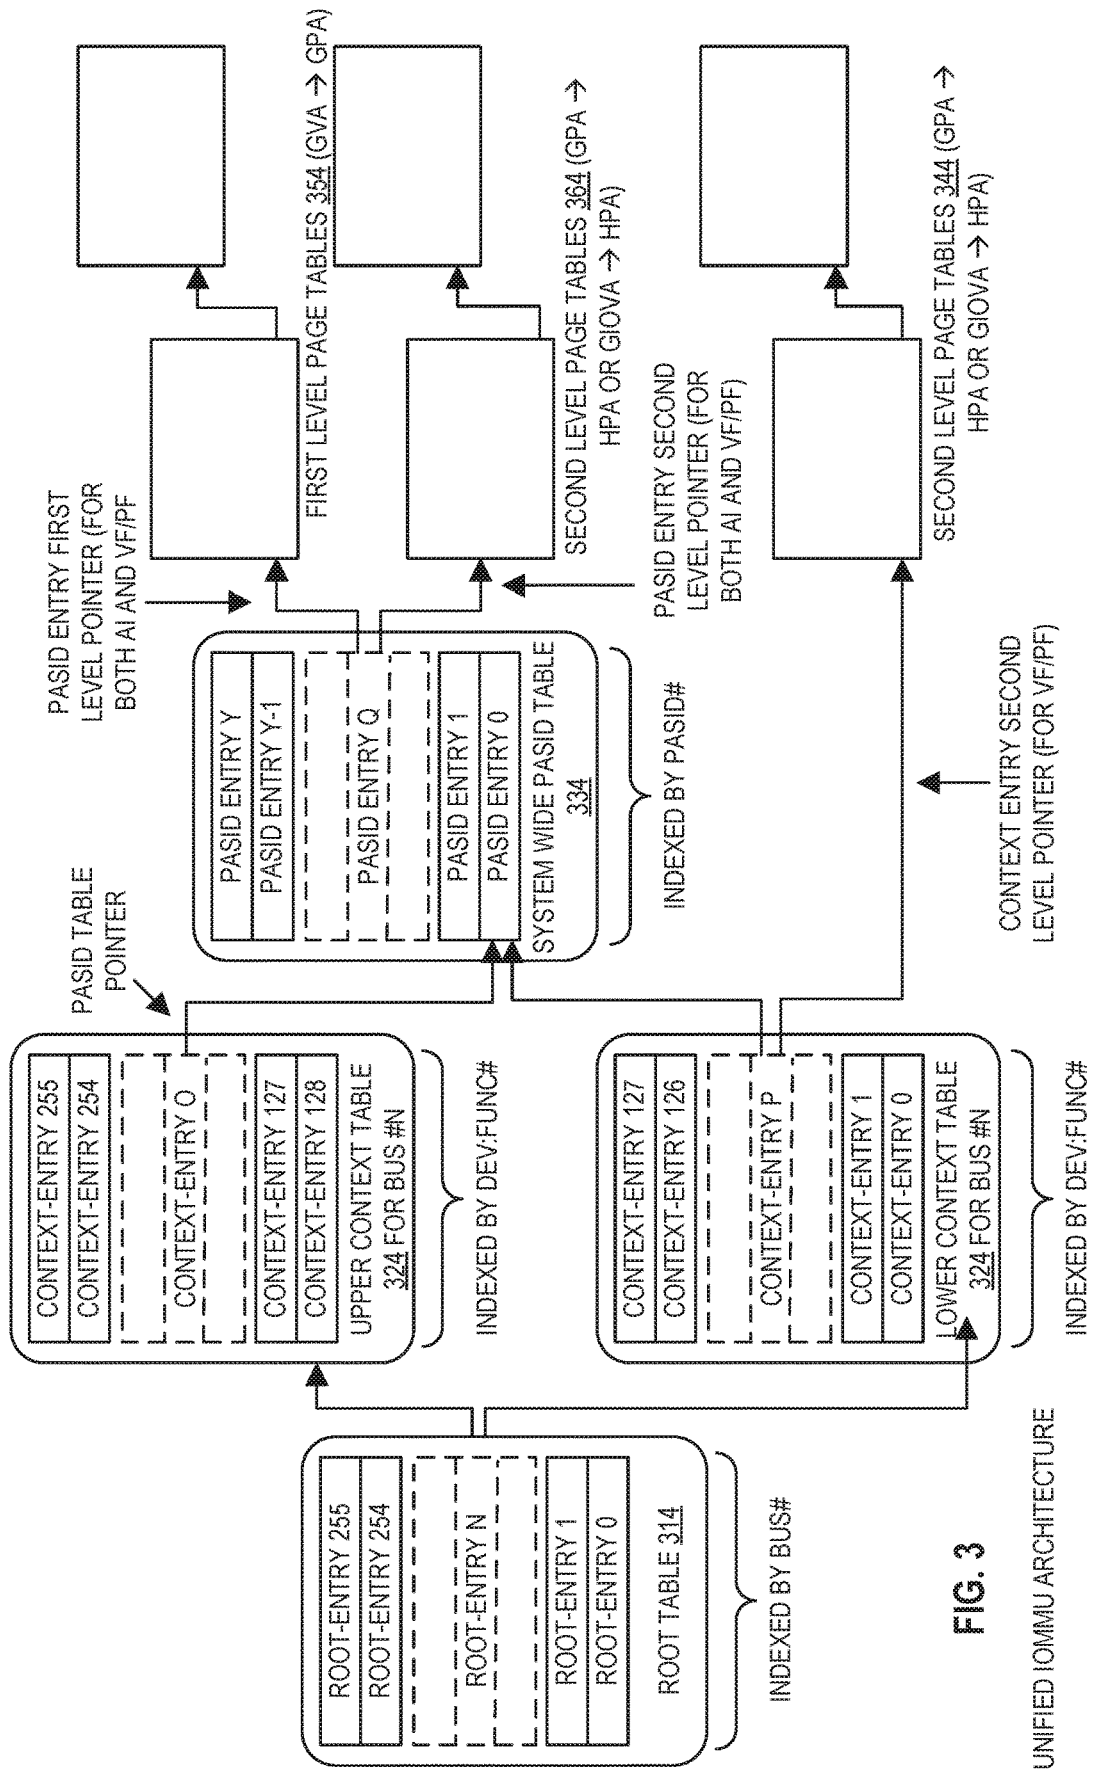 ROOT-ENTRY 255
ROOT-ENTRY 254
ROOT-ENTRY N
ROOT-ENTRY 1
ROOT-ENTRY 0
ROOT TABLE 314
INDEXED BY BUS#
CONTEXT-ENTRY 255
CONTEXT-ENTRY 254
CONTEXT-ENTRY O
CONTEXT-ENTRY 127
CONTEXT-ENTRY 128
UPPER CONTEXT TABLE
324 FOR BUS #N
INDEXED BY DEV:FUNC#
CONTEXT-ENTRY 127
CONTEXT-ENTRY 126
CONTEXT-ENTRY P
CONTEXT-ENTRY 1
CONTEXT-ENTRY 0
LOWER CONTEXT TABLE
324 FOR BUS #N
INDEXED BY DEV:FUNC#
PASID TABLE
POINTER
PASID ENTRY Y
PASID ENTRY Y-1
PASID ENTRY Q
PASID ENTRY 1
PASID ENTRY 0
SYSTEM WIDE PASID TABLE
334
INDEXED BY PASID#
PASID ENTRY FIRST
LEVEL POINTER (FOR
BOTH AI AND VF/PF
PASID ENTRY SECOND
LEVEL POINTER (FOR
BOTH AI AND VF/PF)
CONTEXT ENTRY SECOND
LEVEL POINTER (FOR VF/PF)
FIRST LEVEL PAGE TABLES 354 (GVA → GPA)
SECOND LEVEL PAGE TABLES 364 (GPA →
HPA OR GIOVA → HPA)
SECOND LEVEL PAGE TABLES 344 (GPA →
HPA OR GIOVA → HPA)
FIG. 3
UNIFIED IOMMU ARCHITECTURE